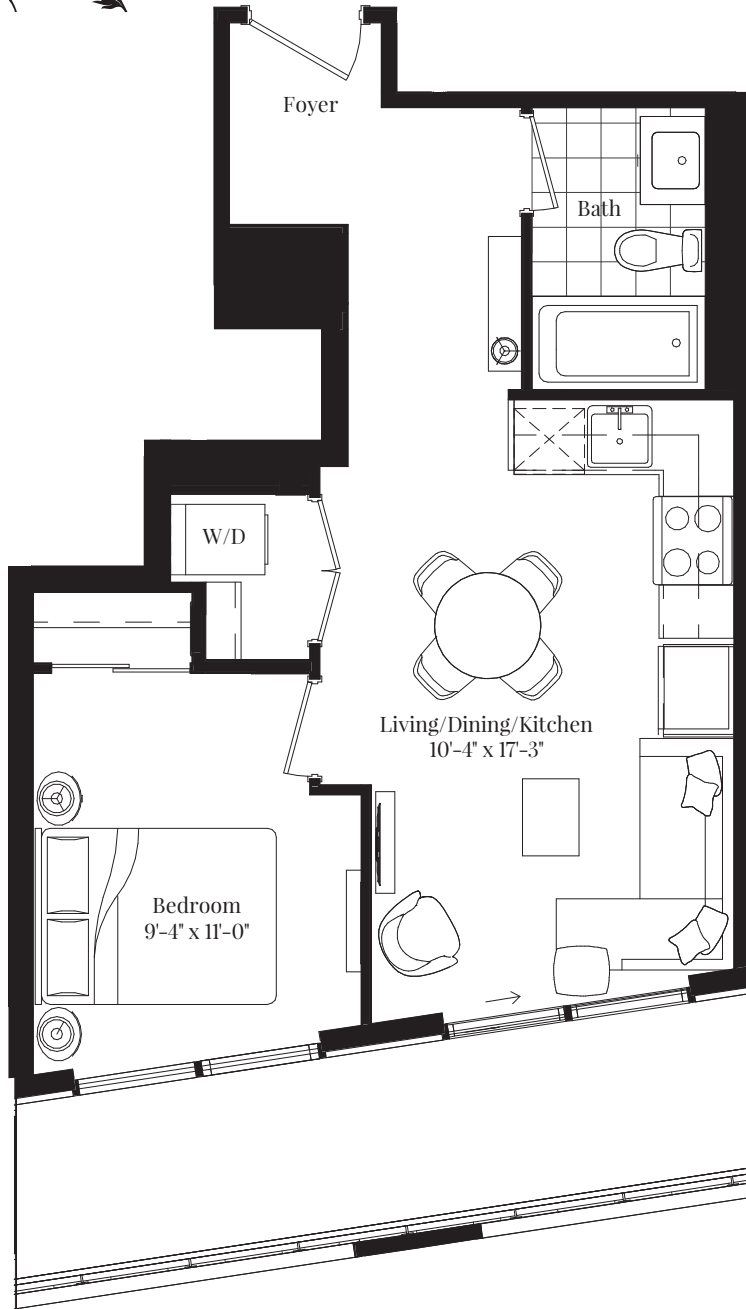 Foyer
Bath
W/D
Living/Dining/Kitchen
10'-4" x 17'-3"
Bedroom
9'-4" x 11'-0"